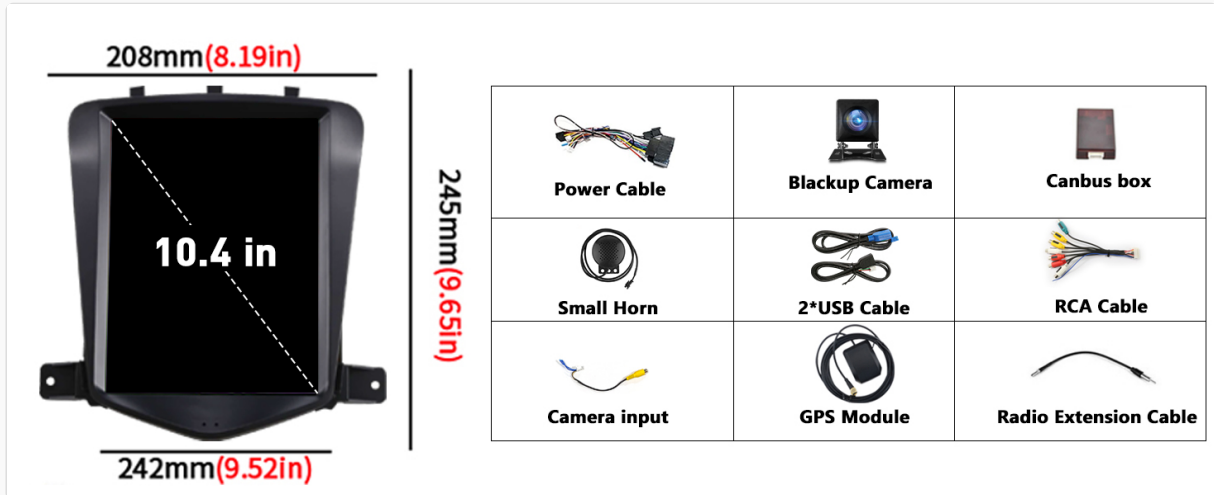 208mm(8.19in)
10.4 in
245mm(9.65in)
242mm(9.52in)
Power Cable
Blackup Camera
Canbus box
Small Horn
2*USB Cable
RCA Cable
Camera input
GPS Module
Radio Extension Cable